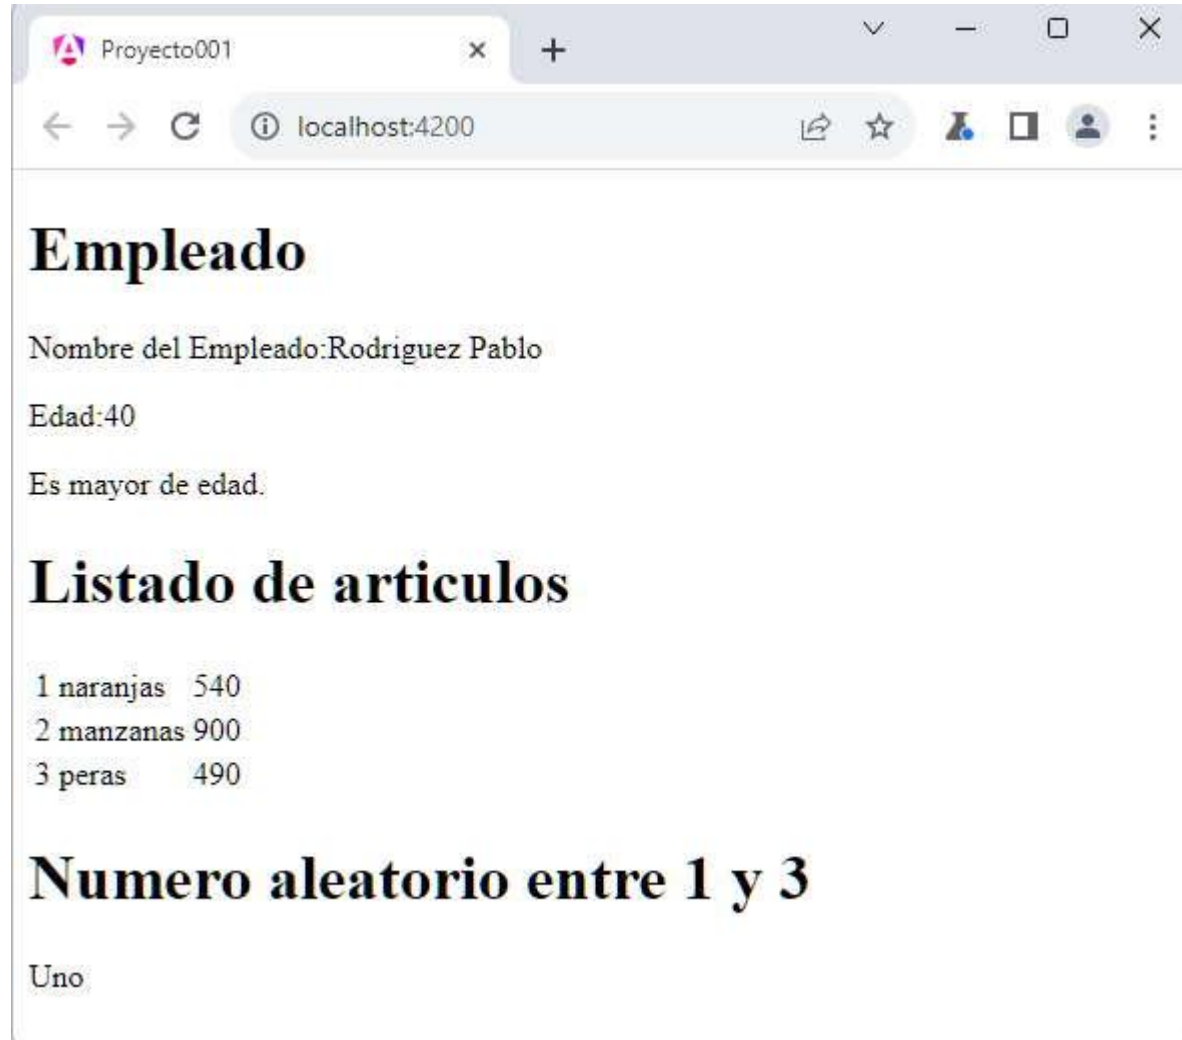 Proyecto001
localhost:4200
Empleado
Nombre del Empleado:Rodriguez Pablo
Edad:40
Es mayor de edad.
Listado de articulos
1 naranjas 540
2 manzanas 900
3 peras 490
Numero aleatorio entre 1 y 3
Uno